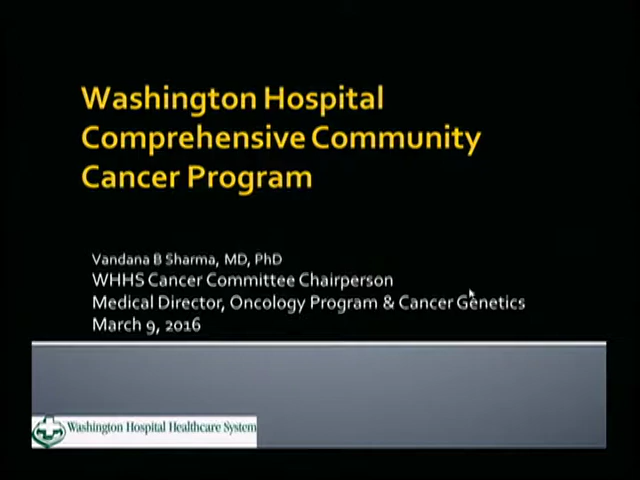 Washington Hospital
Comprehensive Community
Cancer Program
Vandana B Sharma, MD, PhD
WHHS Cancer Committee Chairperson
Medical Director, Oncology Program & Cancer Genetics
March 9, 2016
Washington Hospital Healthcare System